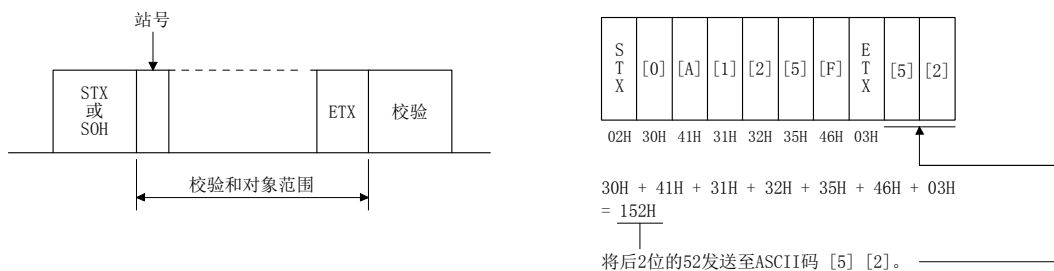 站号
STX
或
SOH
ETX
校验
校验和对象范围
STX [0] [A] [1] [2] [5] [F] ETX [5] [2]
02H 30H 41H 31H 32H 35H 46H 03H
30H + 41H + 31H + 32H + 35H + 46H + 03H
= 152H
将后2位的52发送至ASCII码 [5] [2]。